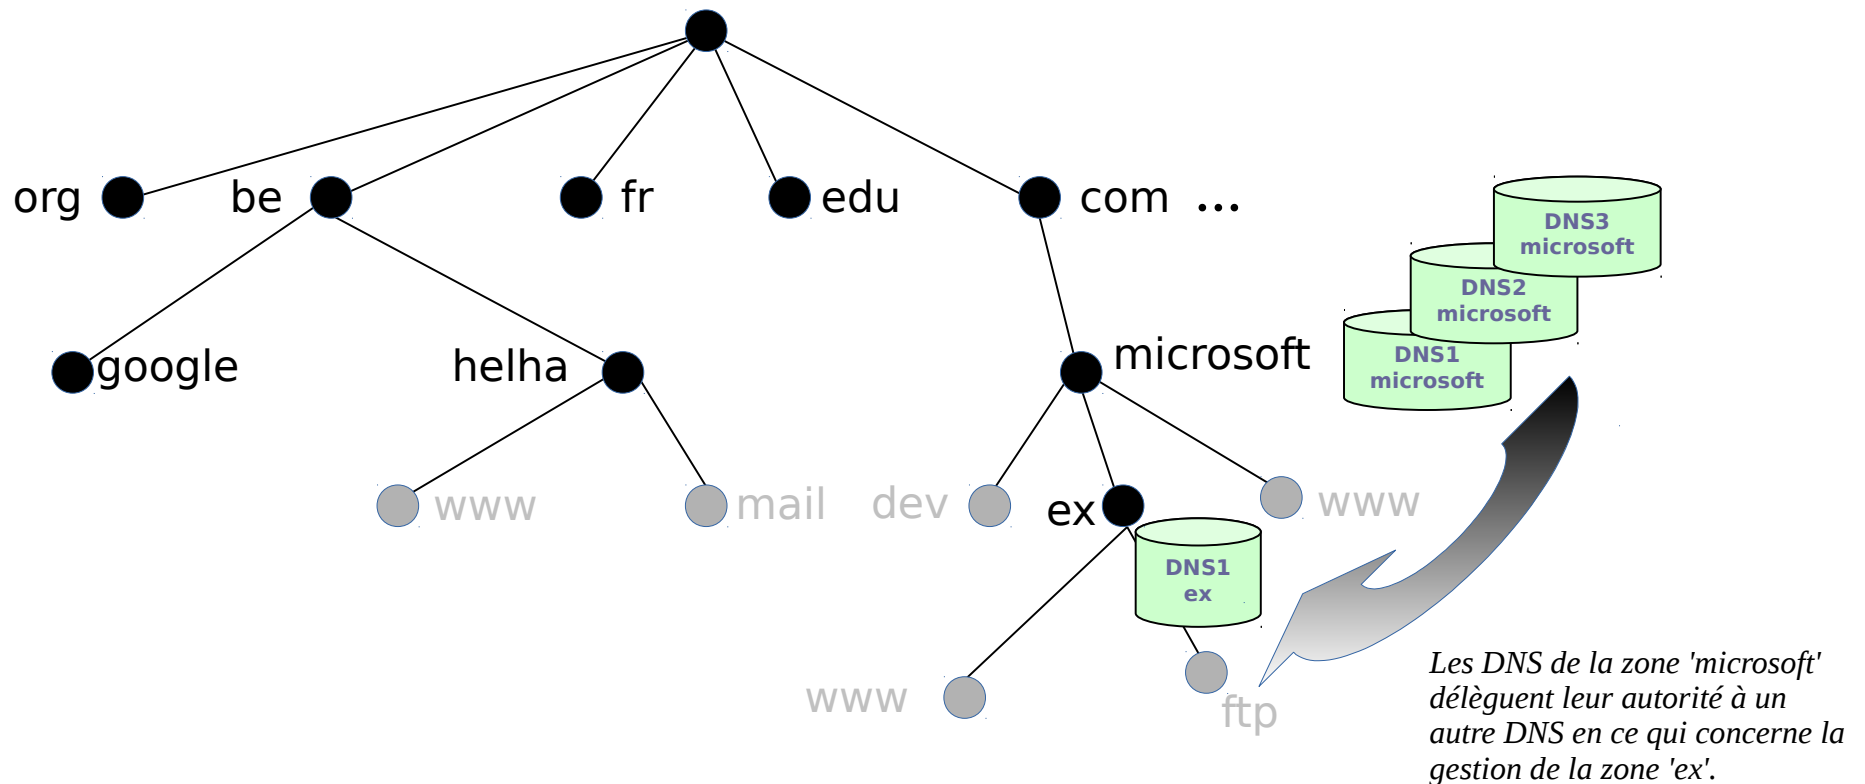 org be fr edu com ...
DNS3
microsoft
DNS2
microsoft
DNS1
microsoft
google helha microsoft
www mail dev ex www
DNS1
ex
www
ftp
Les DNS de la zone 'microsoft'
délèguent leur autorité à un
autre DNS en ce qui concerne la
gestion de la zone 'ex'.